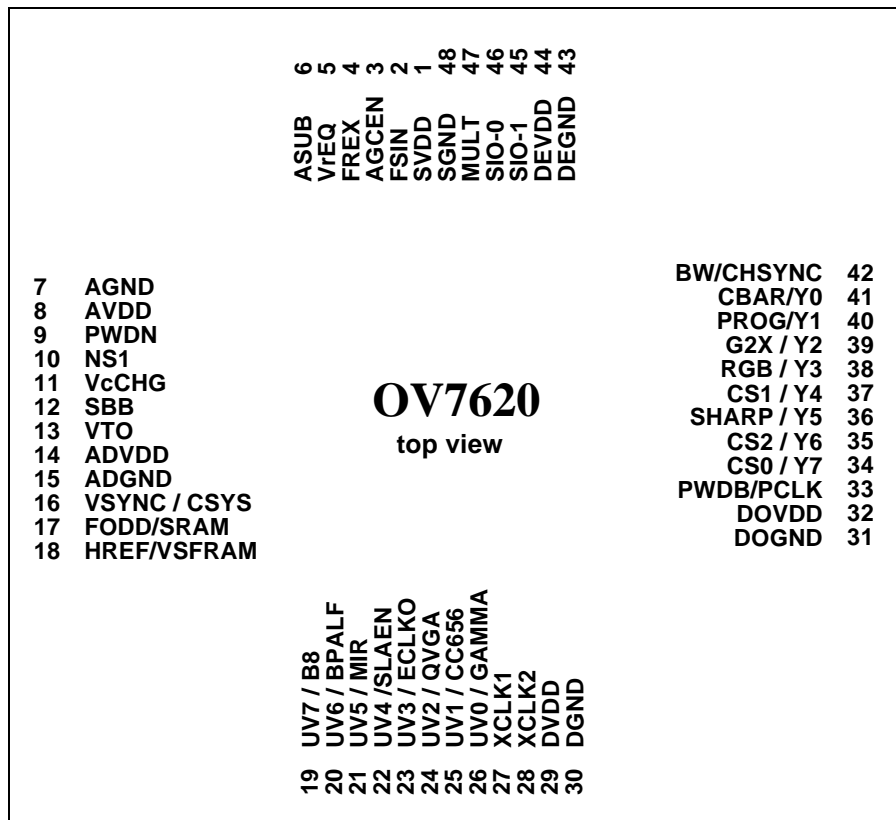 6 ASUB
5 VrEQ
4 FREX
3 AGCEN
2 FSIN
1 SVDD
48 SGND
47 MULT
46 SIO-0
45 SIO-1
44 DEVDD
43 DEGND
7 AGND
8 AVDD
9 PWDN
10 NS1
11 VcCHG
12 SBB
13 VTO
14 ADVDD
15 ADGND
16 VSYNC / CSYS
17 FODD/SRAM
18 HREF/VSFRAM
OV7620
top view
BW/CHSYNC 42
CBAR/Y0 41
PROG/Y1 40
G2X / Y2 39
RGB / Y3 38
CS1 / Y4 37
SHARP / Y5 36
CS2 / Y6 35
CS0 / Y7 34
PWDB/PCLK 33
DOVDD 32
DOGND 31
19 UV7 / B8
20 UV6 / BPALF
21 UV5 / MIR
22 UV4 /SLAEN
23 UV3 / ECLKO
24 UV2 / QVGA
25 UV1 / CC656
26 UV0 / GAMMA
27 XCLK1
28 XCLK2
29 DVDD
30 DGND